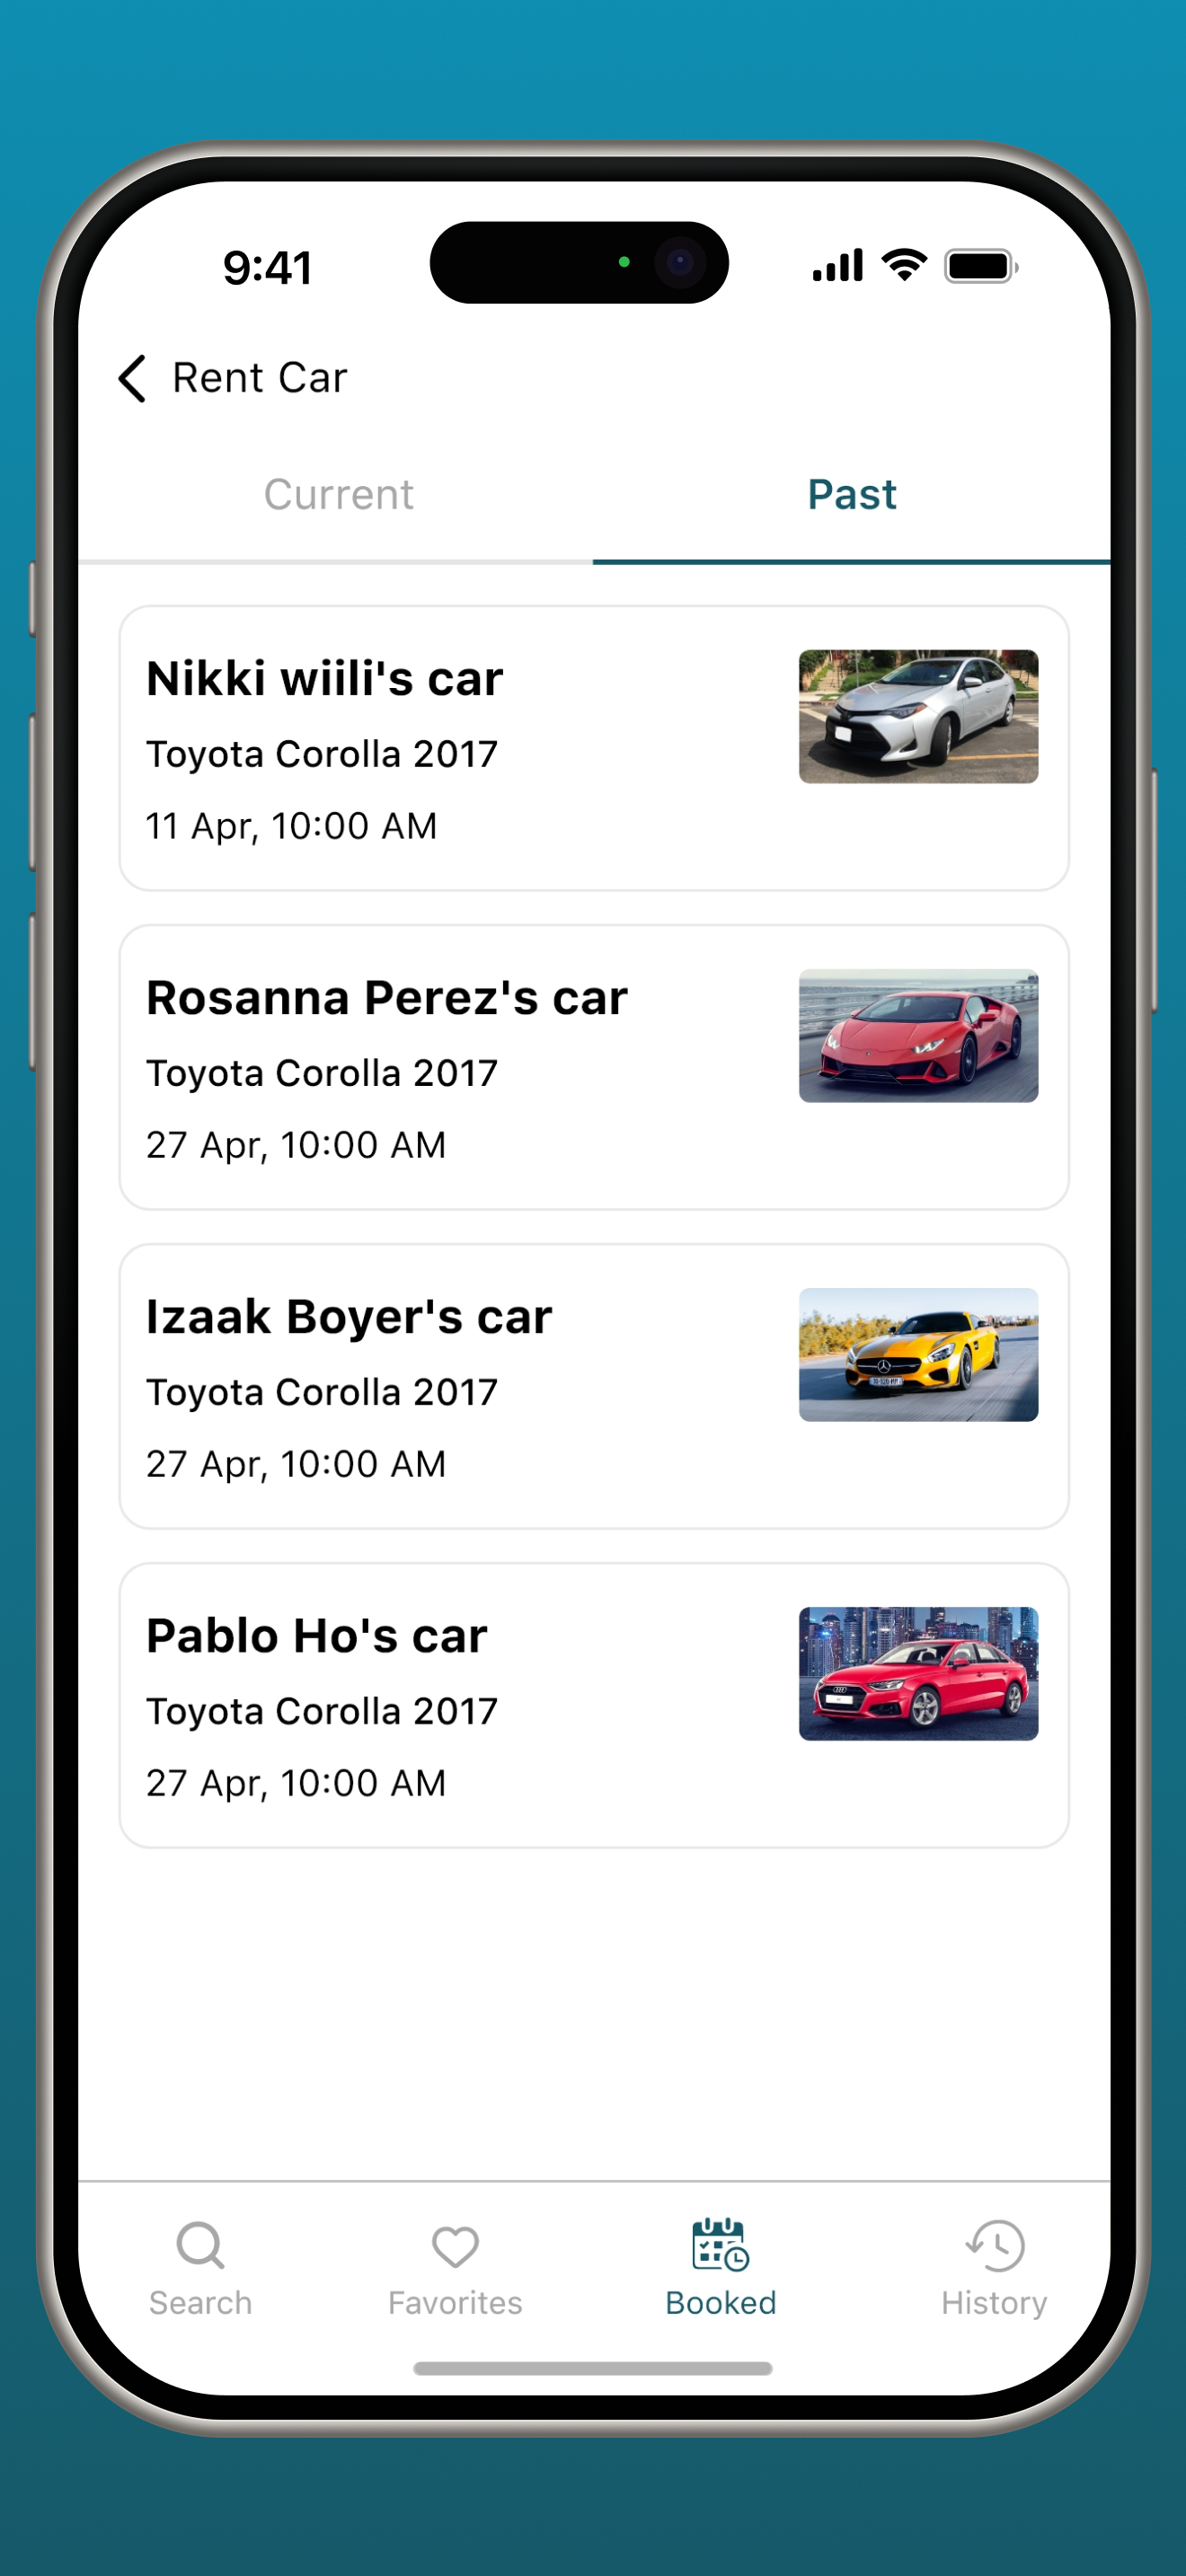 9:41
Rent Car
Current
Past
Nikki wiili's car
Toyota Corolla 2017
11 Apr, 10:00 AM
Rosanna Perez's car
Toyota Corolla 2017
27 Apr, 10:00 AM
Izaak Boyer's car
Toyota Corolla 2017
27 Apr, 10:00 AM
Pablo Ho's car
Toyota Corolla 2017
27 Apr, 10:00 AM
Search
Favorites
Booked
History